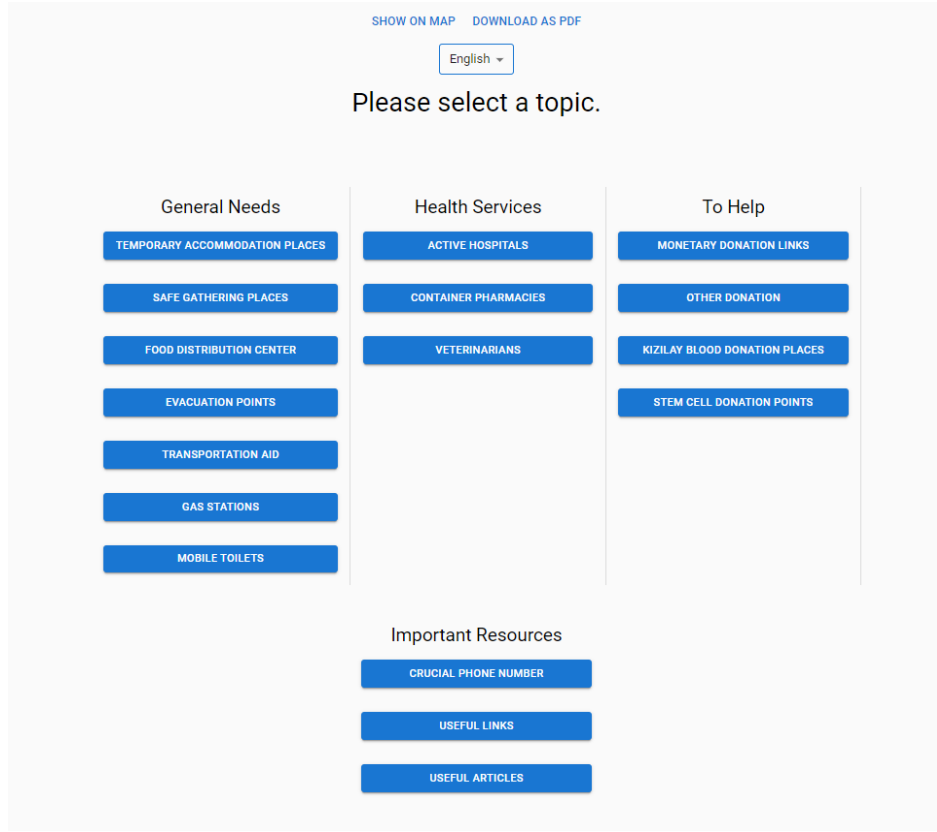 SHOW ON MAP DOWNLOAD AS PDF
English
Please select a topic.
General Needs
TEMPORARY ACCOMMODATION PLACES
SAFE GATHERING PLACES
FOOD DISTRIBUTION CENTER
EVACUATION POINTS
TRANSPORTATION AID
GAS STATIONS
MOBILE TOILETS
Health Services
ACTIVE HOSPITALS
CONTAINER PHARMACIES
VETERINARIANS
To Help
MONETARY DONATION LINKS
OTHER DONATION
KIZILAY BLOOD DONATION PLACES
STEM CELL DONATION POINTS
Important Resources
CRUCIAL PHONE NUMBER
USEFUL LINKS
USEFUL ARTICLES